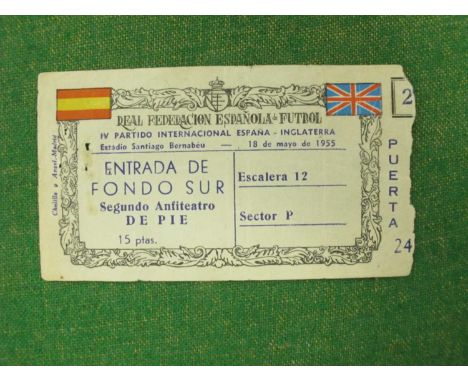 REAL FEDERACION ESPAÑOLA de FUTBOL
IV PARTIDO INTERNACIONAL ESPAÑA - INGLATERRA
Estadio Santiago Bernabéu — 18 de mayo de 1955
ENTRADA DE
FONDO SUR
Segundo Anfiteatro
DE PIE
15 ptas.
Escalera 12
Sector P
2
PUERTA
24